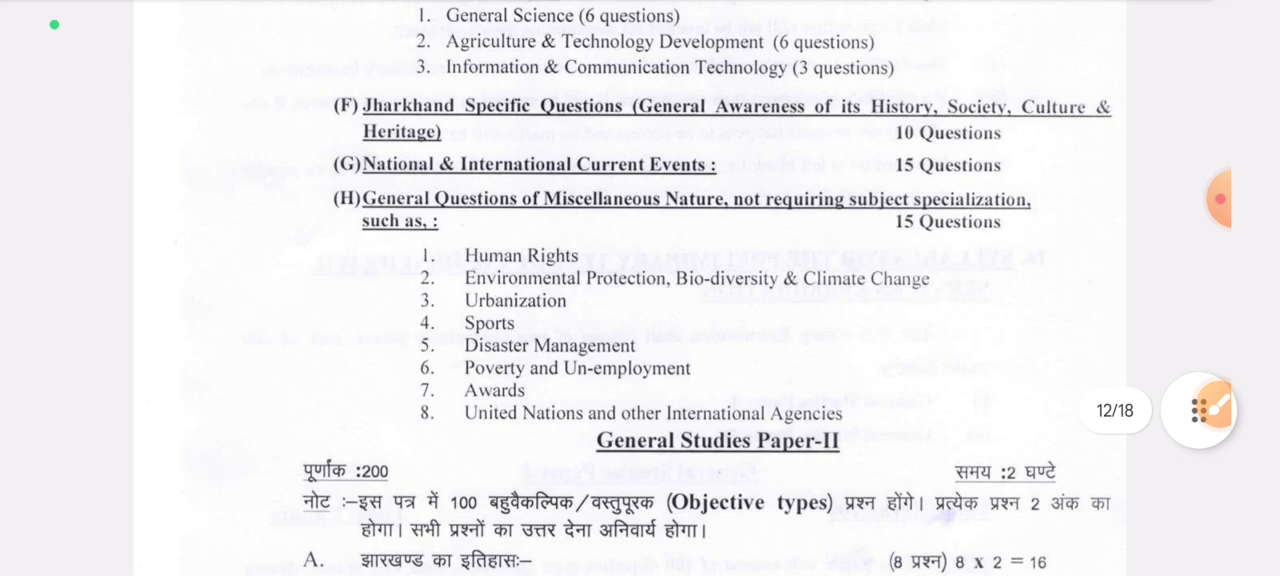 1. General Science (6 questions)
2. Agriculture & Technology Development (6 questions)
3. Information & Communication Technology (3 questions)
(F) Jharkhand Specific Questions (General Awareness of its History, Society, Culture &
Heritage) 10 Questions
(G) National & International Current Events : 15 Questions
(H) General Questions of Miscellaneous Nature, not requiring subject specialization,
such as, : 15 Questions
1. Human Rights
2. Environmental Protection, Bio-diversity & Climate Change
3. Urbanization
4. Sports
5. Disaster Management
6. Poverty and Un-employment
7. Awards
8. United Nations and other International Agencies
12/18
General Studies Paper-II
पूर्णांक :200 समय :2 घण्टे
नोट :–इस पत्र में 100 बहुवैकल्पिक/वस्तुपूरक (Objective types) प्रश्न होंगे। प्रत्येक प्रश्न 2 अंक का
होगा। सभी प्रश्नों का उत्तर देना अनिवार्य होगा।
A. झारखण्ड का इतिहासः– (8 प्रश्न) 8 x 2 = 16